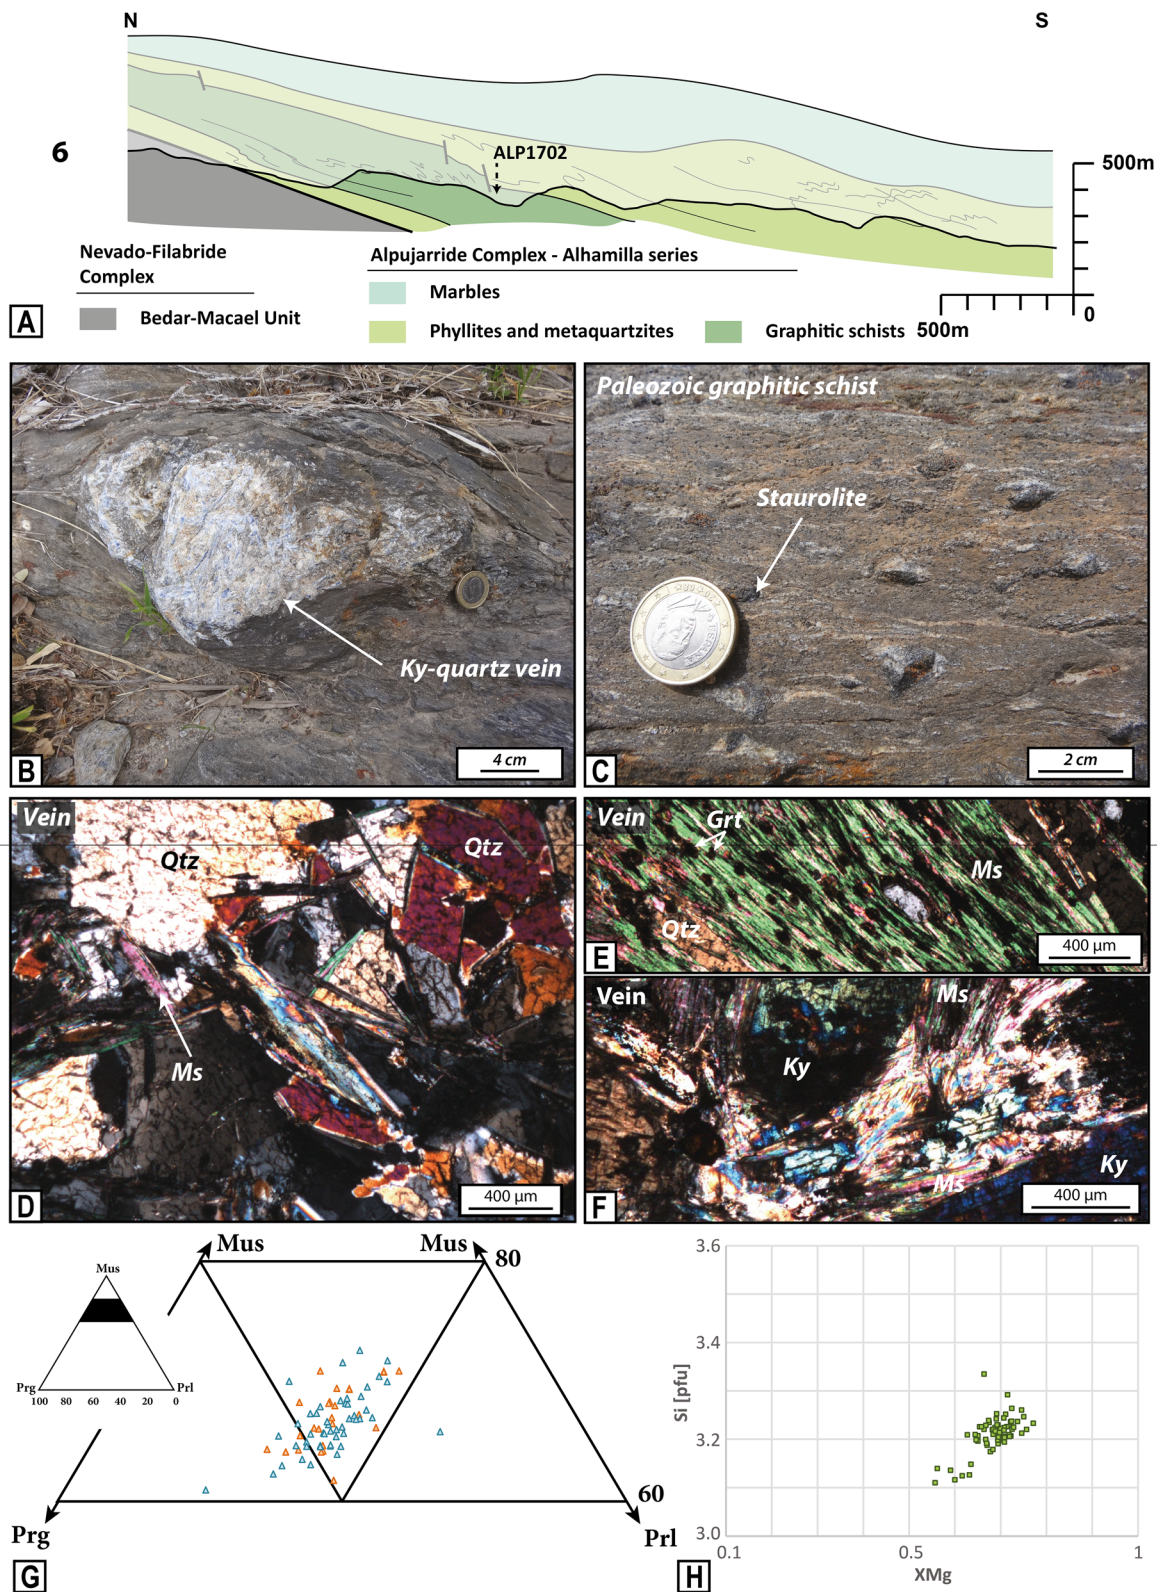 N
S
6
ALP1702
500m
Nevado-Filabride
Complex
Alpujarride Complex - Alhamilla series
Marbles
Bedar-Macael Unit
Phyllites and metaquartzites
Graphitic schists
500m
0
A
Ky-quartz vein
4 cm
B
Paleozoic graphitic schist
Staurolite
2 cm
C
Vein
Qtz
Qtz
Ms
400 µm
D
Vein
Grt
Ms
Qtz
400 µm
E
Vein
Ms
Ky
Ky
Ms
400 µm
F
Mus
Mus
80
Mus
Prg
Prl
100 80 60 40 20 0
60
Prg
Prl
G
3.6
3.4
3.2
3.0
Si [pfu]
0.1
0.5
1
XMg
H